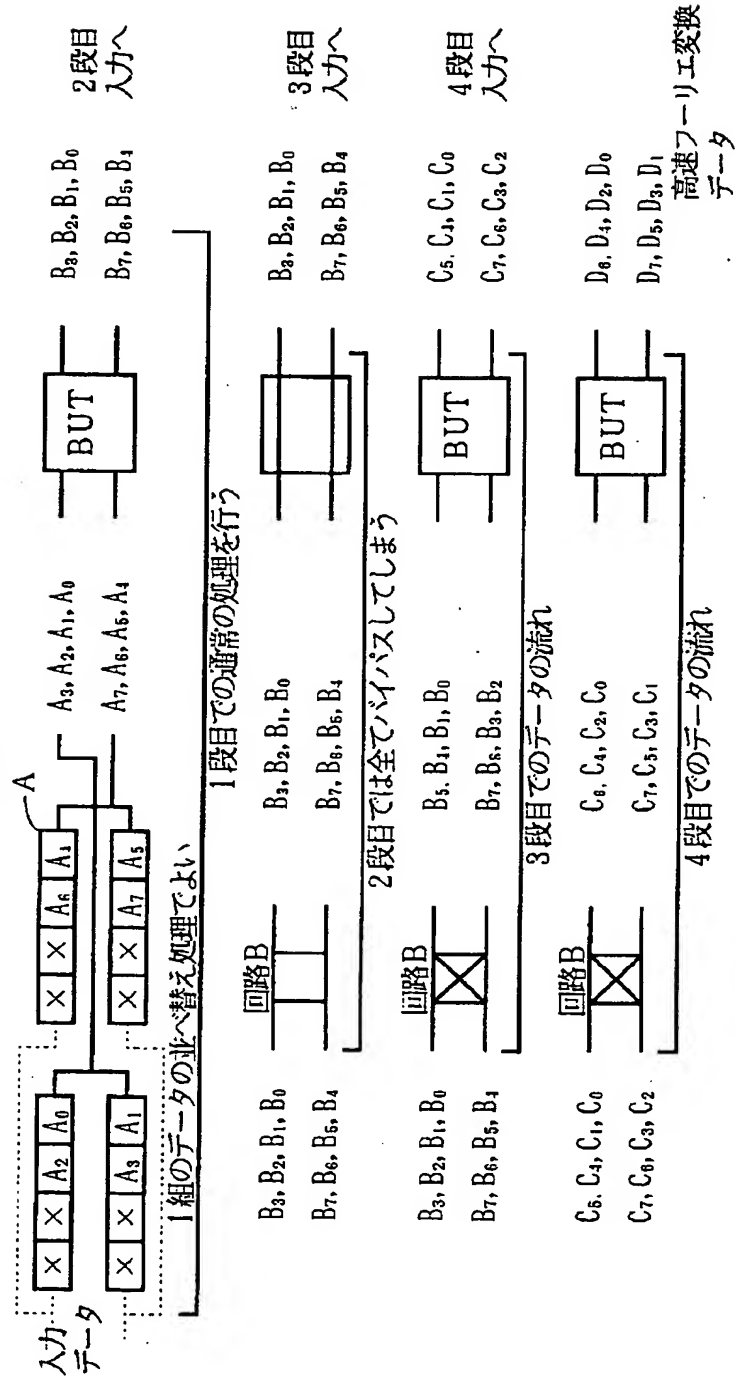 入力
データ
× × A₂ A₀
× × A₃ A₁
× × A₆ A₄
× × A₇ A₅
A
A₃, A₂, A₁, A₀
A₇, A₆, A₅, A₄
BUT
B₃, B₂, B₁, B₀
B₇, B₆, B₅, B₄
2段目
入力へ
1組のデータの並べ替え処理でよい
1段目での通常の処理を行う
B₃, B₂, B₁, B₀
B₇, B₆, B₅, B₄
回路B
B₃, B₂, B₁, B₀
B₇, B₆, B₅, B₄
B₃, B₂, B₁, B₀
B₇, B₆, B₅, B₄
3段目
入力へ
2段目では全てバイパスしてしまう
B₃, B₂, B₁, B₀
B₇, B₆, B₅, B₄
回路B
B₅, B₄, B₁, B₀
B₇, B₆, B₃, B₂
BUT
C₅, C₄, C₁, C₀
C₇, C₆, C₃, C₂
4段目
入力へ
3段目でのデータの流れ
C₅, C₄, C₁, C₀
C₇, C₆, C₃, C₂
回路B
C₆, C₄, C₂, C₀
C₇, C₅, C₃, C₁
BUT
D₆, D₄, D₂, D₀
D₇, D₅, D₃, D₁
高速フーリエ変換
データ
4段目でのデータの流れ